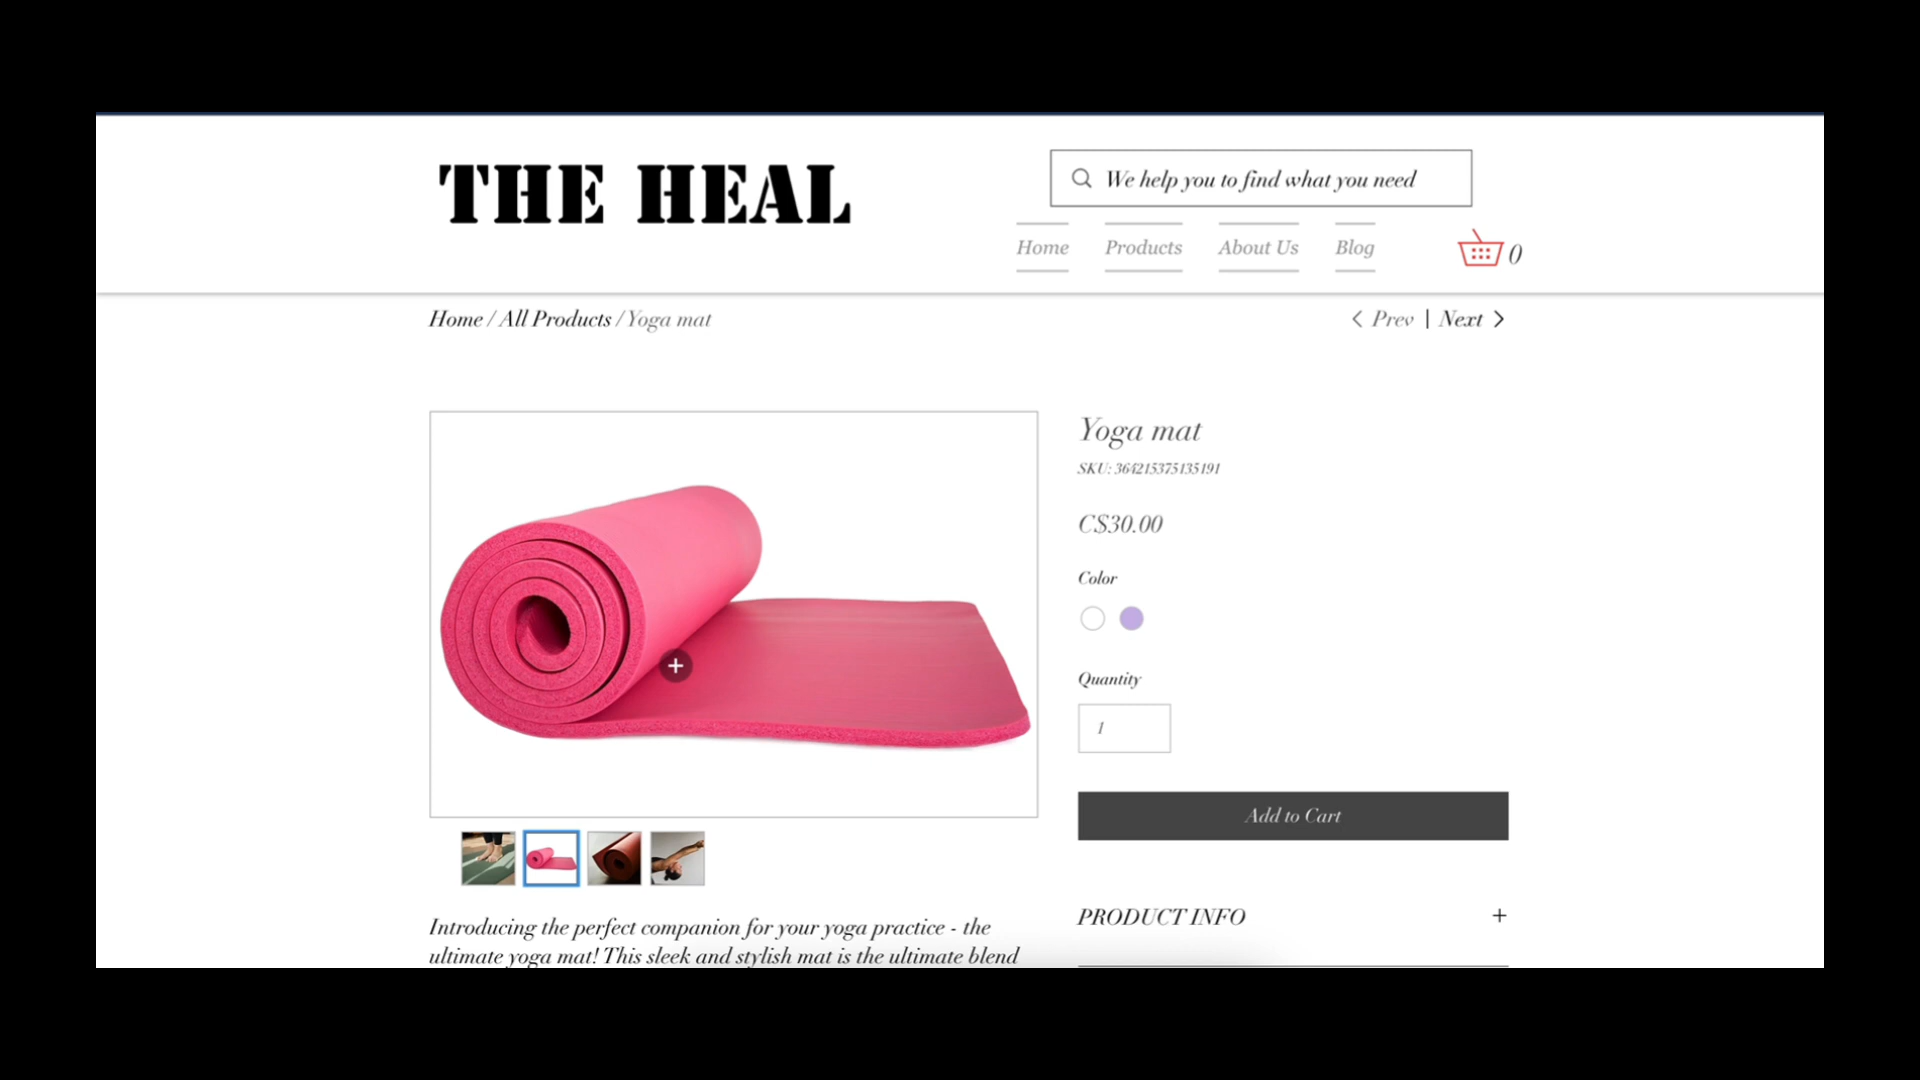 THE HEAL
We help you to find what you need
Home Products About Us Blog
0
Home / All Products / Yoga mat
< Prev | Next >
Yoga mat
SKU: 364215375135191
C$30.00
Color
Quantity
1
Add to Cart
PRODUCT INFO +
Introducing the perfect companion for your yoga practice - the
ultimate yoga mat! This sleek and stylish mat is the ultimate blend